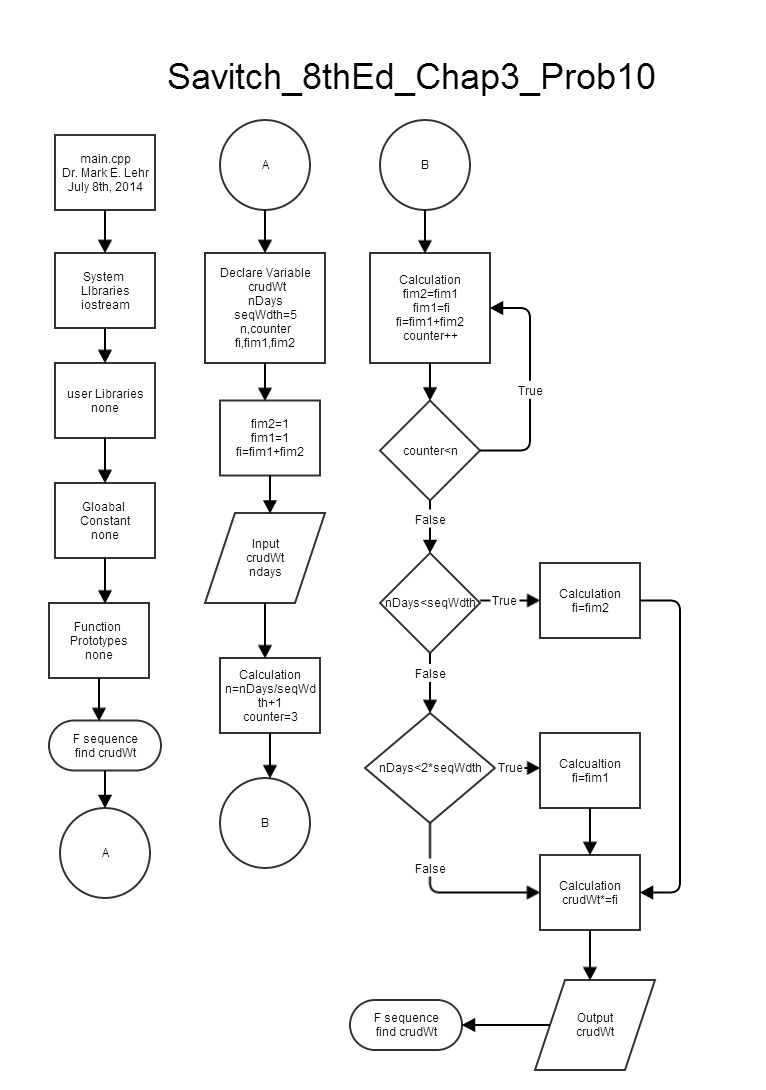 Savitch_8thEd_Chap3_Prob10
main.cpp
Dr. Mark E. Lehr
July 8th, 2014
System
LIbraries
iostream
user Libraries
none
Gloabal
Constant
none
Function
Prototypes
none
F sequence
find crudWt
A
A
Declare Variable
crudWt
nDays
seqWdth=5
n,counter
fi,fim1,fim2
fim2=1
fim1=1
fi=fim1+fim2
Input
crudWt
ndays
Calculation
n=nDays/seqWd
th+1
counter=3
B
B
Calculation
fim2=fim1
fim1=fi
fi=fim1+fim2
counter++
True
counter<n
False
nDays<seqWdth
True
Calculation
fi=fim2
False
nDays<2*seqWdth
True
Calcualtion
fi=fim1
False
Calculation
crudWt*=fi
Output
crudWt
F sequence
find crudWt